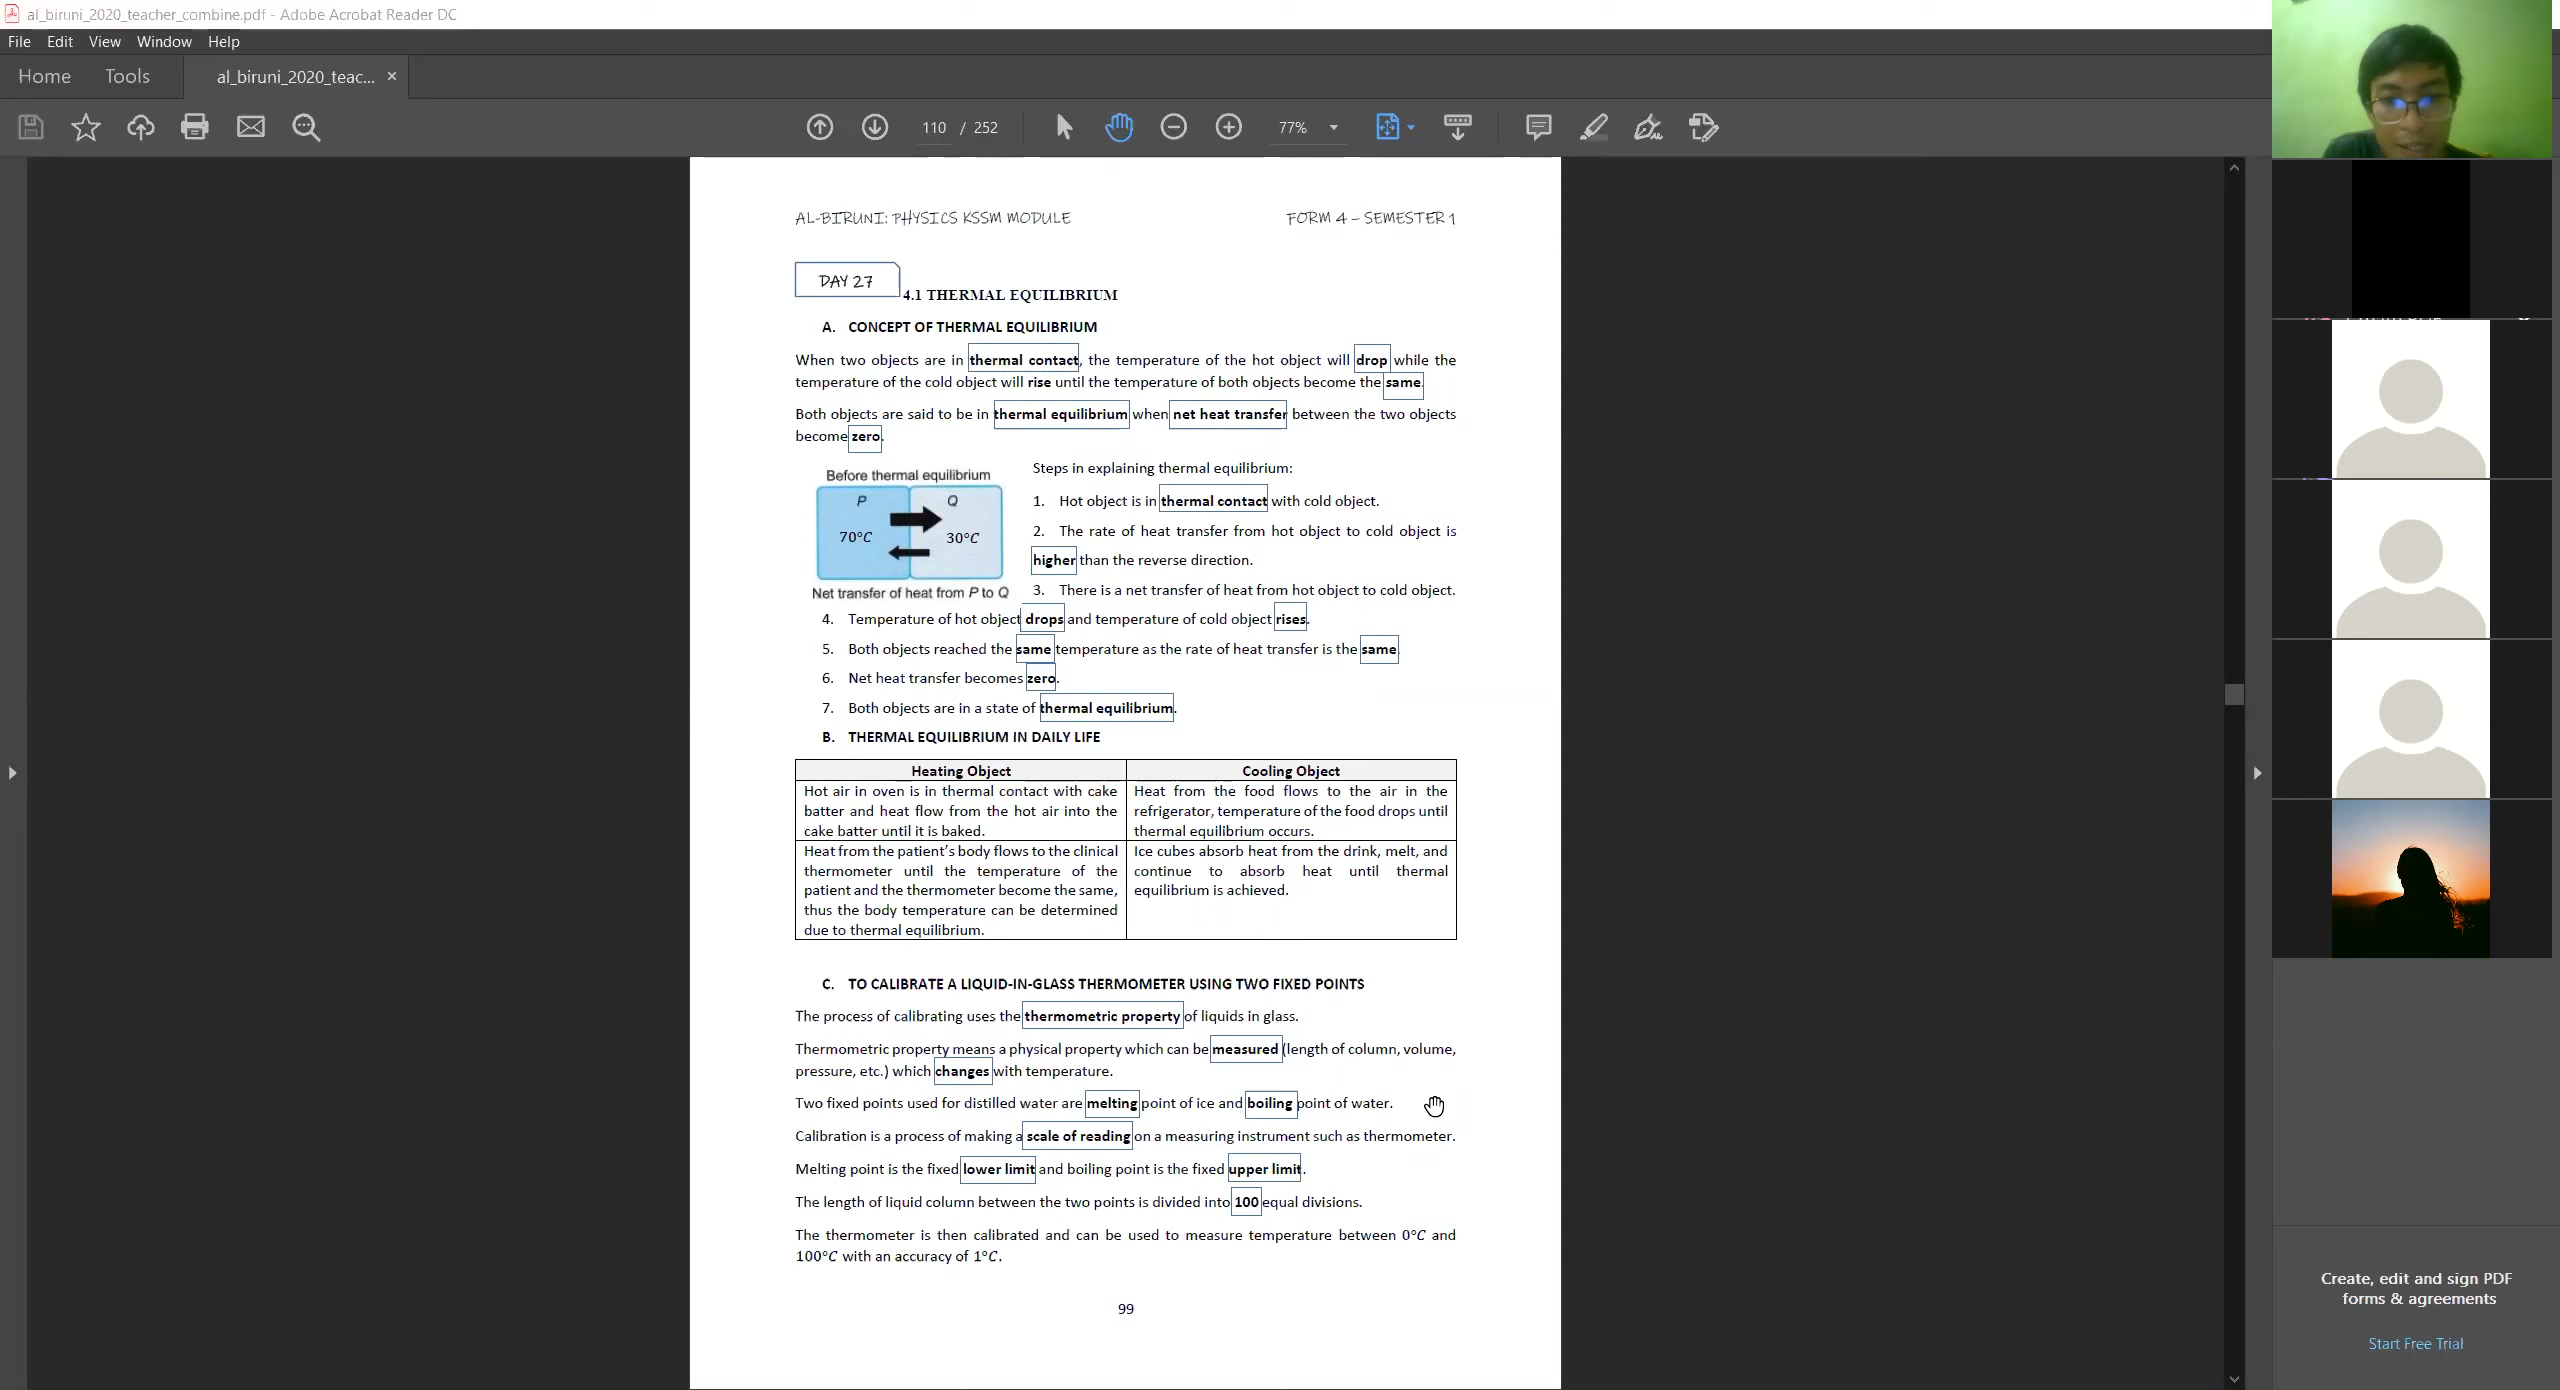 al_biruni_2020_teacher_combine.pdf - Adobe Acrobat Reader DC
File Edit View Window Help
Home Tools al_biruni_2020_teac... ×
110 / 252 77%
AL-BIRUNI: PHYSICS KSSM MODULE FORM 4 – SEMESTER 1
DAY 27
4.1 THERMAL EQUILIBRIUM
A. CONCEPT OF THERMAL EQUILIBRIUM
When two objects are in thermal contact, the temperature of the hot object will drop while the
temperature of the cold object will rise until the temperature of both objects become the same.
Both objects are said to be in thermal equilibrium when net heat transfer between the two objects
become zero.
Before thermal equilibrium
P Q
70°C 30°C
Net transfer of heat from P to Q
Steps in explaining thermal equilibrium:
1. Hot object is in thermal contact with cold object.
2. The rate of heat transfer from hot object to cold object is
higher than the reverse direction.
3. There is a net transfer of heat from hot object to cold object.
4. Temperature of hot object drops and temperature of cold object rises.
5. Both objects reached the same temperature as the rate of heat transfer is the same.
6. Net heat transfer becomes zero.
7. Both objects are in a state of thermal equilibrium.
B. THERMAL EQUILIBRIUM IN DAILY LIFE
Heating Object
Hot air in oven is in thermal contact with cake
batter and heat flow from the hot air into the
cake batter until it is baked.
Heat from the patient's body flows to the clinical
thermometer until the temperature of the
patient and the thermometer become the same,
thus the body temperature can be determined
due to thermal equilibrium.
Cooling Object
Heat from the food flows to the air in the
refrigerator, temperature of the food drops until
thermal equilibrium occurs.
Ice cubes absorb heat from the drink, melt, and
continue to absorb heat until thermal
equilibrium is achieved.
C. TO CALIBRATE A LIQUID-IN-GLASS THERMOMETER USING TWO FIXED POINTS
The process of calibrating uses the thermometric property of liquids in glass.
Thermometric property means a physical property which can be measured (length of column, volume,
pressure, etc.) which changes with temperature.
Two fixed points used for distilled water are melting point of ice and boiling point of water.
Calibration is a process of making a scale of reading on a measuring instrument such as thermometer.
Melting point is the fixed lower limit and boiling point is the fixed upper limit.
The length of liquid column between the two points is divided into 100 equal divisions.
The thermometer is then calibrated and can be used to measure temperature between 0°C and
100°C with an accuracy of 1°C.
99
Create, edit and sign PDF
forms & agreements
Start Free Trial